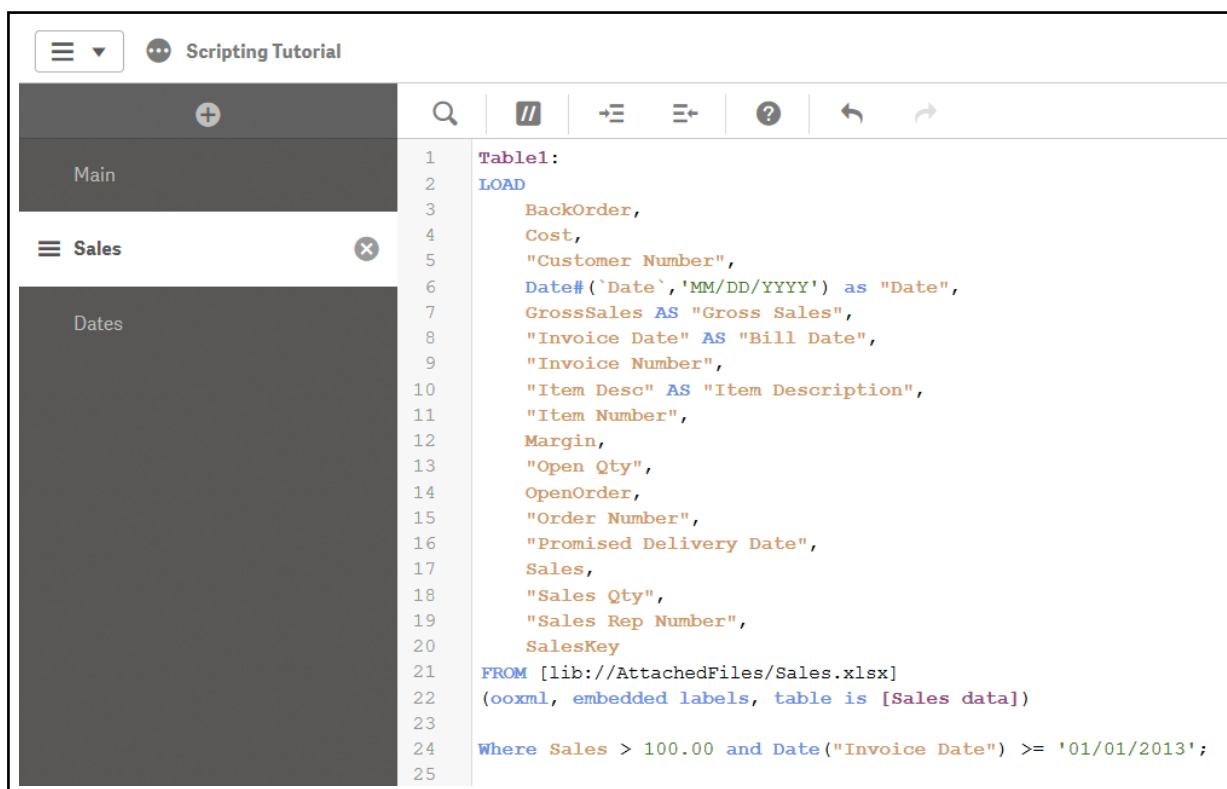 Scripting Tutorial
Main
Sales
Dates
1 Table1:
2 LOAD
3     BackOrder,
4     Cost,
5     "Customer Number",
6     Date#(`Date`,'MM/DD/YYYY') as "Date",
7     GrossSales AS "Gross Sales",
8     "Invoice Date" AS "Bill Date",
9     "Invoice Number",
10     "Item Desc" AS "Item Description",
11     "Item Number",
12     Margin,
13     "Open Qty",
14     OpenOrder,
15     "Order Number",
16     "Promised Delivery Date",
17     Sales,
18     "Sales Qty",
19     "Sales Rep Number",
20     SalesKey
21 FROM [lib://AttachedFiles/Sales.xlsx]
22 (ooxml, embedded labels, table is [Sales data])
23
24 Where Sales > 100.00 and Date("Invoice Date") >= '01/01/2013';
25